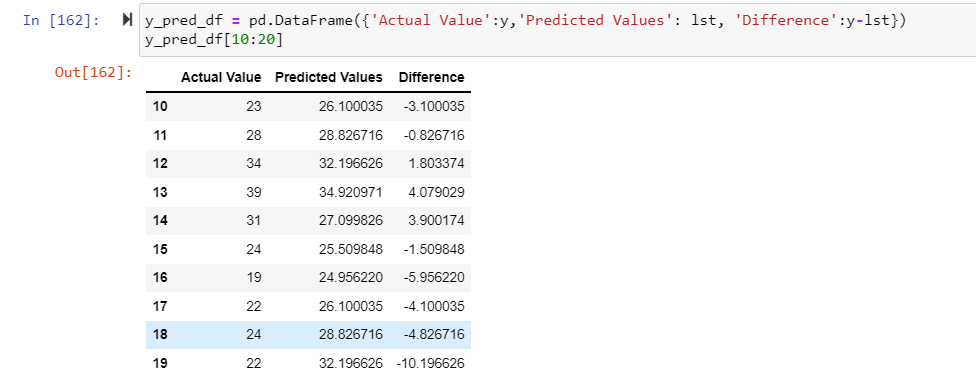 In [162]: y_pred_df = pd.DataFrame({'Actual Value':y,'Predicted Values': lst, 'Difference':y-lst})
y_pred_df[10:20]
Out[162]:
Actual Value Predicted Values Difference
10 23 26.100035 -3.100035
11 28 28.826716 -0.826716
12 34 32.196626 1.803374
13 39 34.920971 4.079029
14 31 27.099826 3.900174
15 24 25.509848 -1.509848
16 19 24.956220 -5.956220
17 22 26.100035 -4.100035
18 24 28.826716 -4.826716
19 22 32.196626 -10.196626